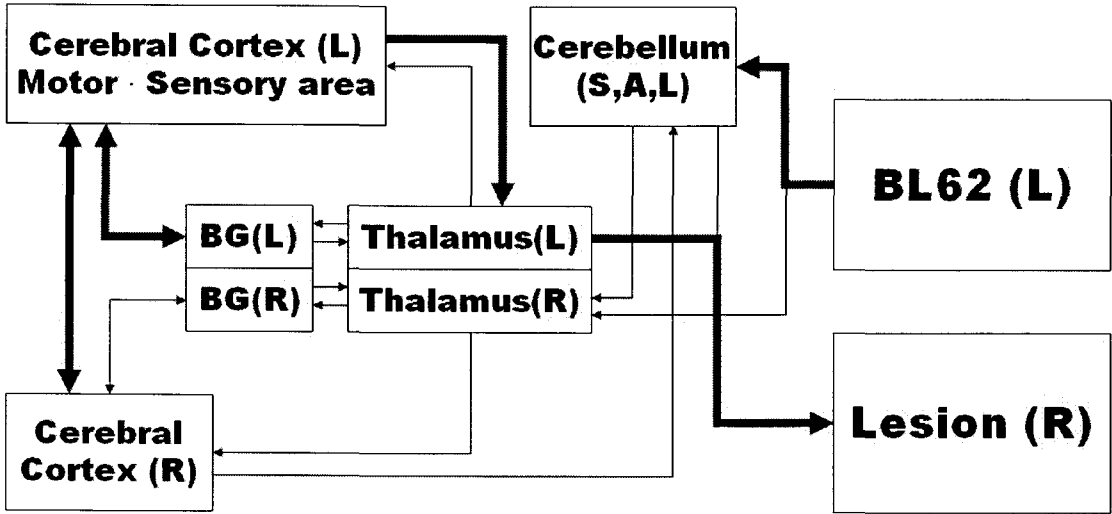 Cerebral Cortex (L)
Motor · Sensory area
Cerebellum
(S,A,L)
BL62 (L)
BG(L)
Thalamus(L)
BG(R)
Thalamus(R)
Cerebral
Cortex (R)
Lesion (R)